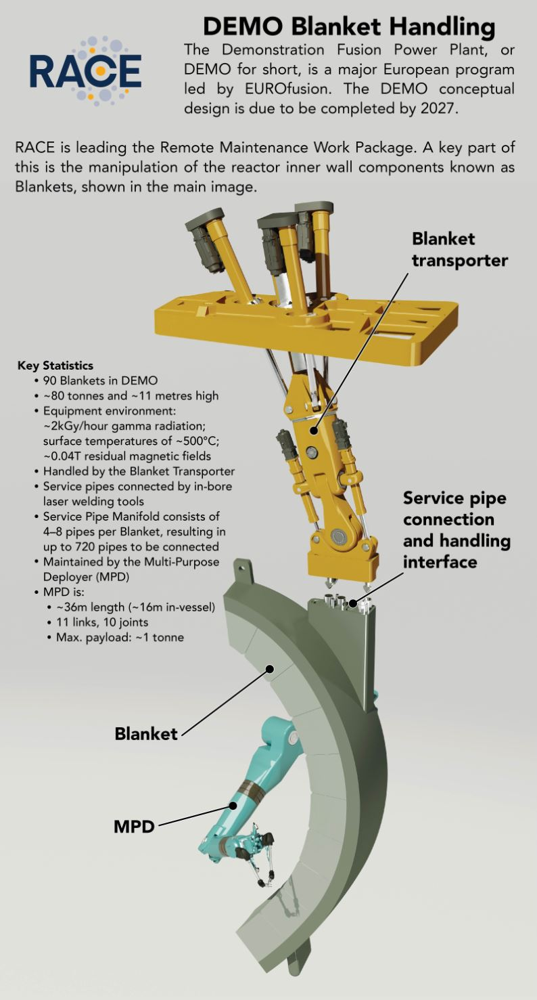 DEMO Blanket Handling
RACE
The Demonstration Fusion Power Plant, or
DEMO for short, is a major European program
led by EUROfusion. The DEMO conceptual
design is due to be completed by 2027.
RACE is leading the Remote Maintenance Work Package. A key part of
this is the manipulation of the reactor inner wall components known as
Blankets, shown in the main image.
Blanket
transporter
Key Statistics
• 90 Blankets in DEMO
• ~80 tonnes and ~11 metres high
• Equipment environment:
~2kGy/hour gamma radiation;
surface temperatures of ~500°C;
~0.04T residual magnetic fields
• Handled by the Blanket Transporter
• Service pipes connected by in-bore
laser welding tools
• Service Pipe Manifold consists of
4–8 pipes per Blanket, resulting in
up to 720 pipes to be connected
• Maintained by the Multi-Purpose
Deployer (MPD)
• MPD is:
• ~36m length (~16m in-vessel)
• 11 links, 10 joints
• Max. payload: ~1 tonne
Service pipe
connection
and handling
interface
Blanket
MPD